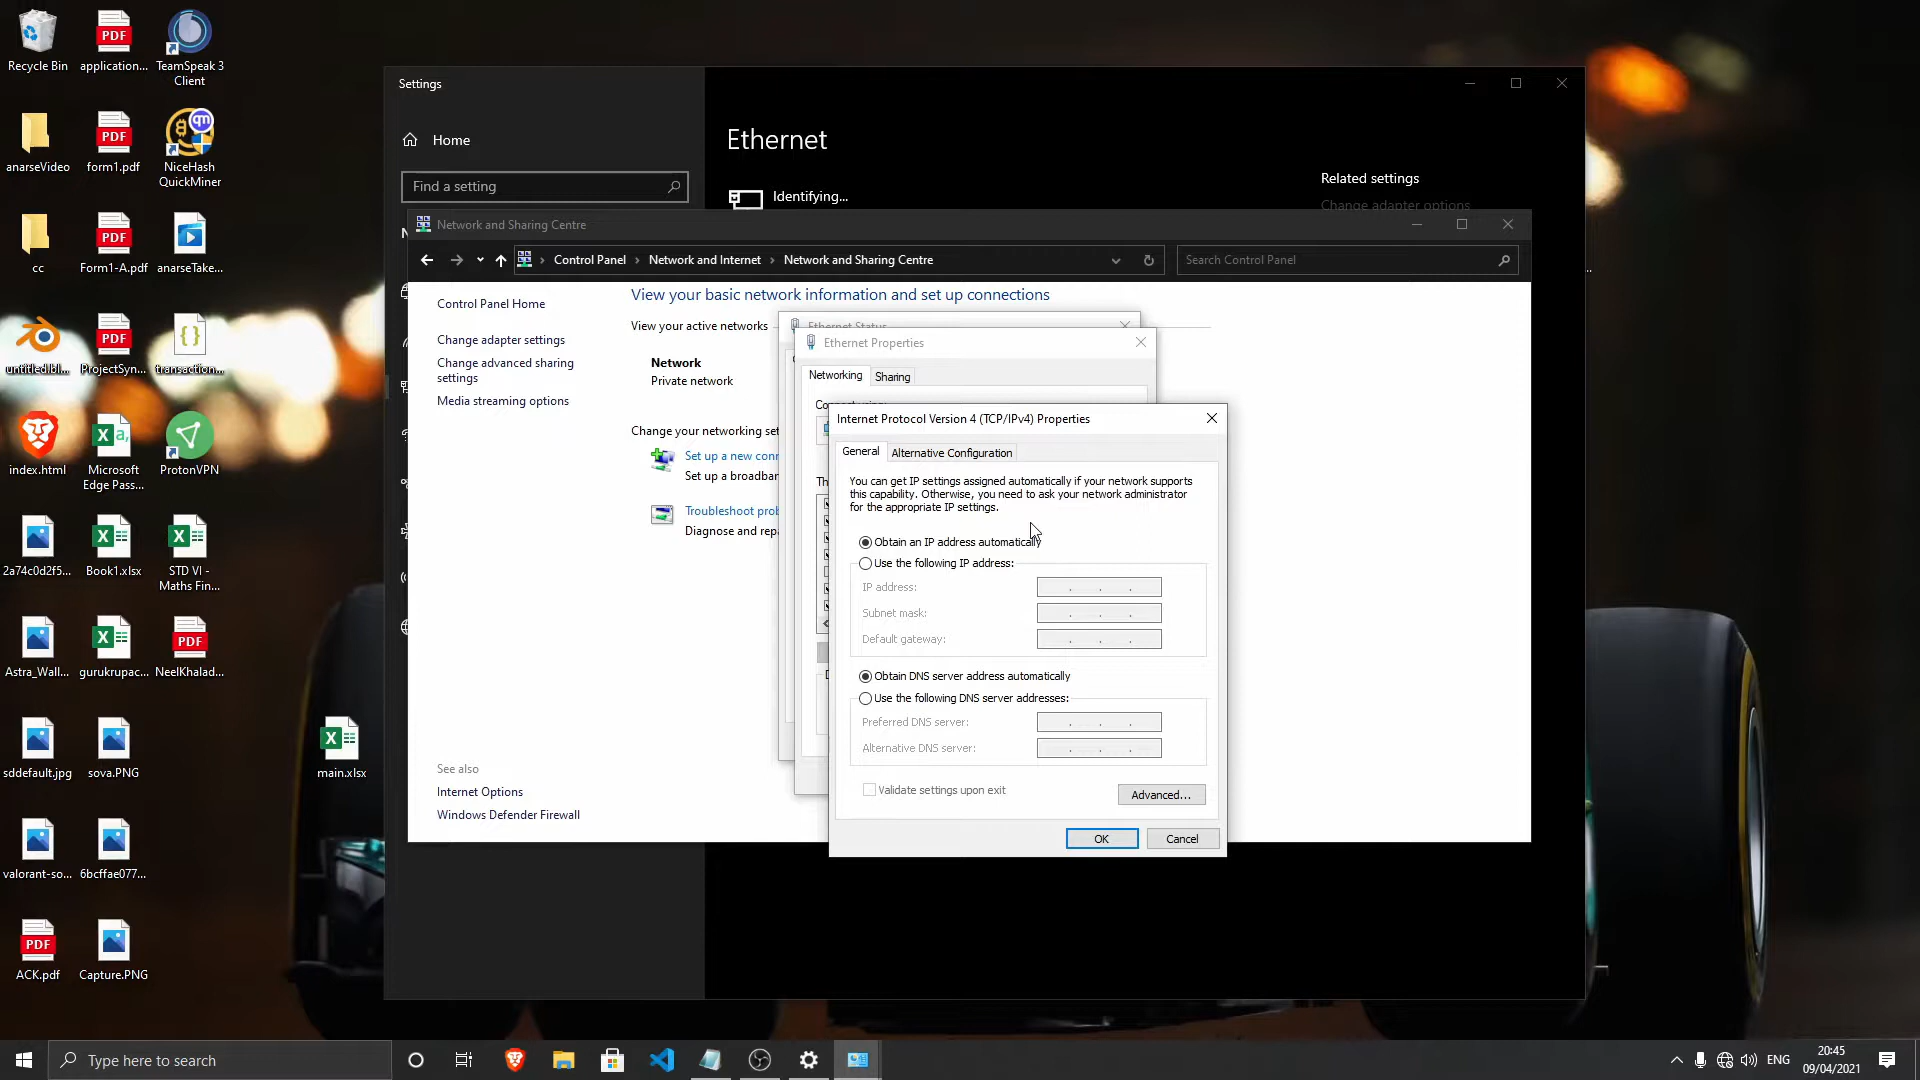 Recycle Bin
application...
TeamSpeak 3
Client
anarseVideo
form1.pdf
NiceHash
QuickMiner
cc
Form1-A.pdf
anarseTake...
untitled.bl...
ProjectSyn...
transaction...
index.html
Microsoft
Edge Pass...
ProtonVPN
2a74c0d2f5...
Book1.xlsx
STD VI -
Maths Fin...
Astra_Wall...
gurukrupac...
NeelKhalad...
sddefault.jpg
sova.PNG
main.xlsx
valorant-so...
6bcffae077...
ACK.pdf
Capture.PNG
Settings
Home
Find a setting
Ethernet
Identifying...
Related settings
Change adapter options
Network and Sharing Centre
Control Panel
Network and Internet
Network and Sharing Centre
Search Control Panel
Control Panel Home
Change adapter settings
Change advanced sharing
settings
Media streaming options
See also
Internet Options
Windows Defender Firewall
View your basic network information and set up connections
View your active networks
Network
Private network
Change your networking set
Set up a new conn
Set up a broadban
Troubleshoot prob
Diagnose and repa
Ethernet Status
Ethernet Properties
Networking
Sharing
Internet Protocol Version 4 (TCP/IPv4) Properties
General
Alternative Configuration
You can get IP settings assigned automatically if your network supports
this capability. Otherwise, you need to ask your network administrator
for the appropriate IP settings.
Obtain an IP address automatically
Use the following IP address:
IP address:
Subnet mask:
Default gateway:
Obtain DNS server address automatically
Use the following DNS server addresses:
Preferred DNS server:
Alternative DNS server:
Validate settings upon exit
Advanced...
OK
Cancel
Type here to search
ENG
20:45
09/04/2021